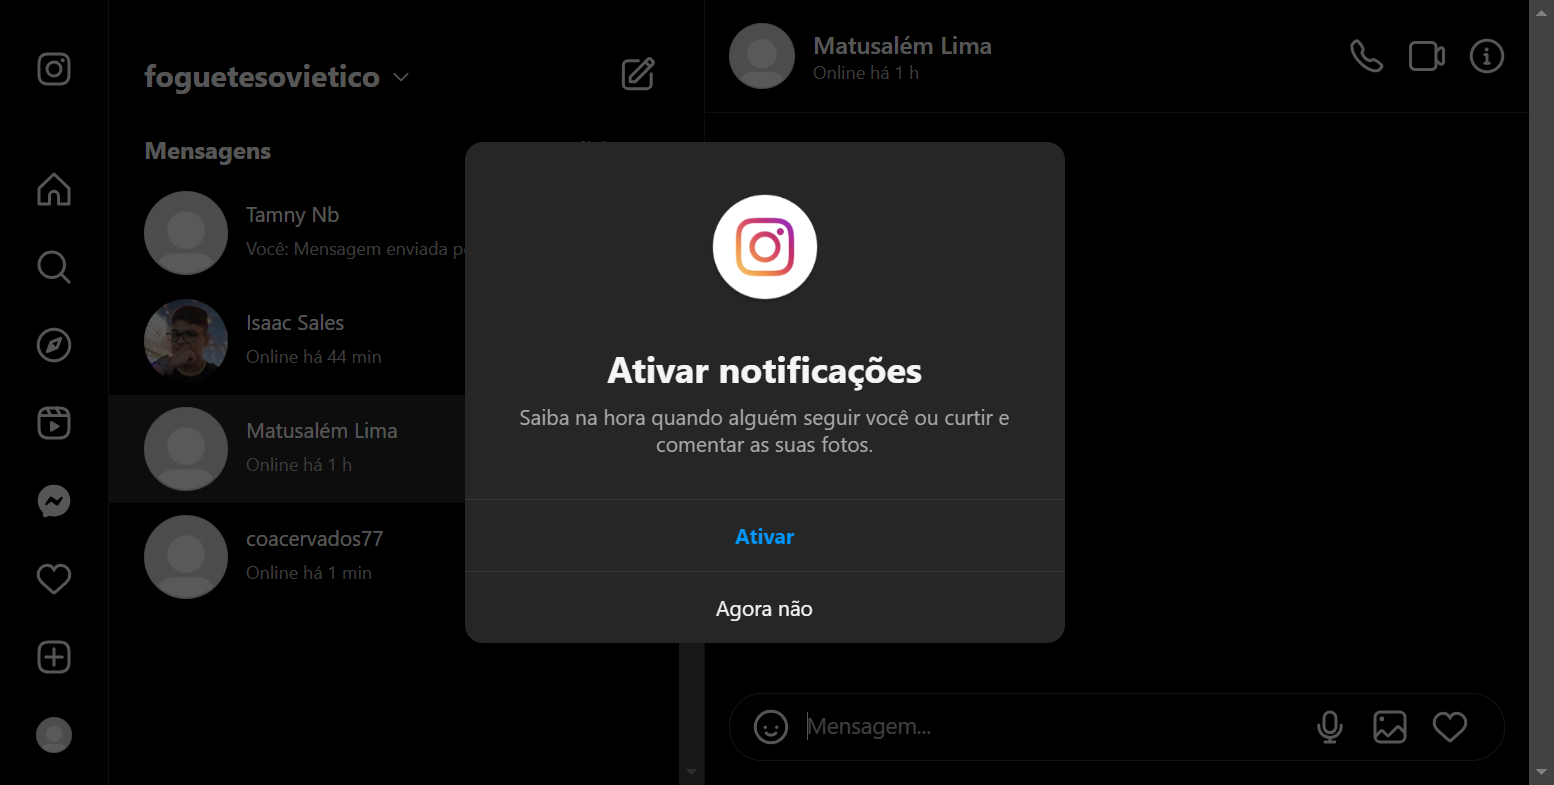 foguetesovietico
Mensagens
Tamny Nb
Você: Mensagem enviada
Isaac Sales
Online há 44 min
Matusalém Lima
Online há 1 h
coacervados77
Online há 1 min
Matusalém Lima
Online há 1 h
Ativar notificações
Saiba na hora quando alguém seguir você ou curtir e
comentar as suas fotos.
Ativar
Agora não
Mensagem...